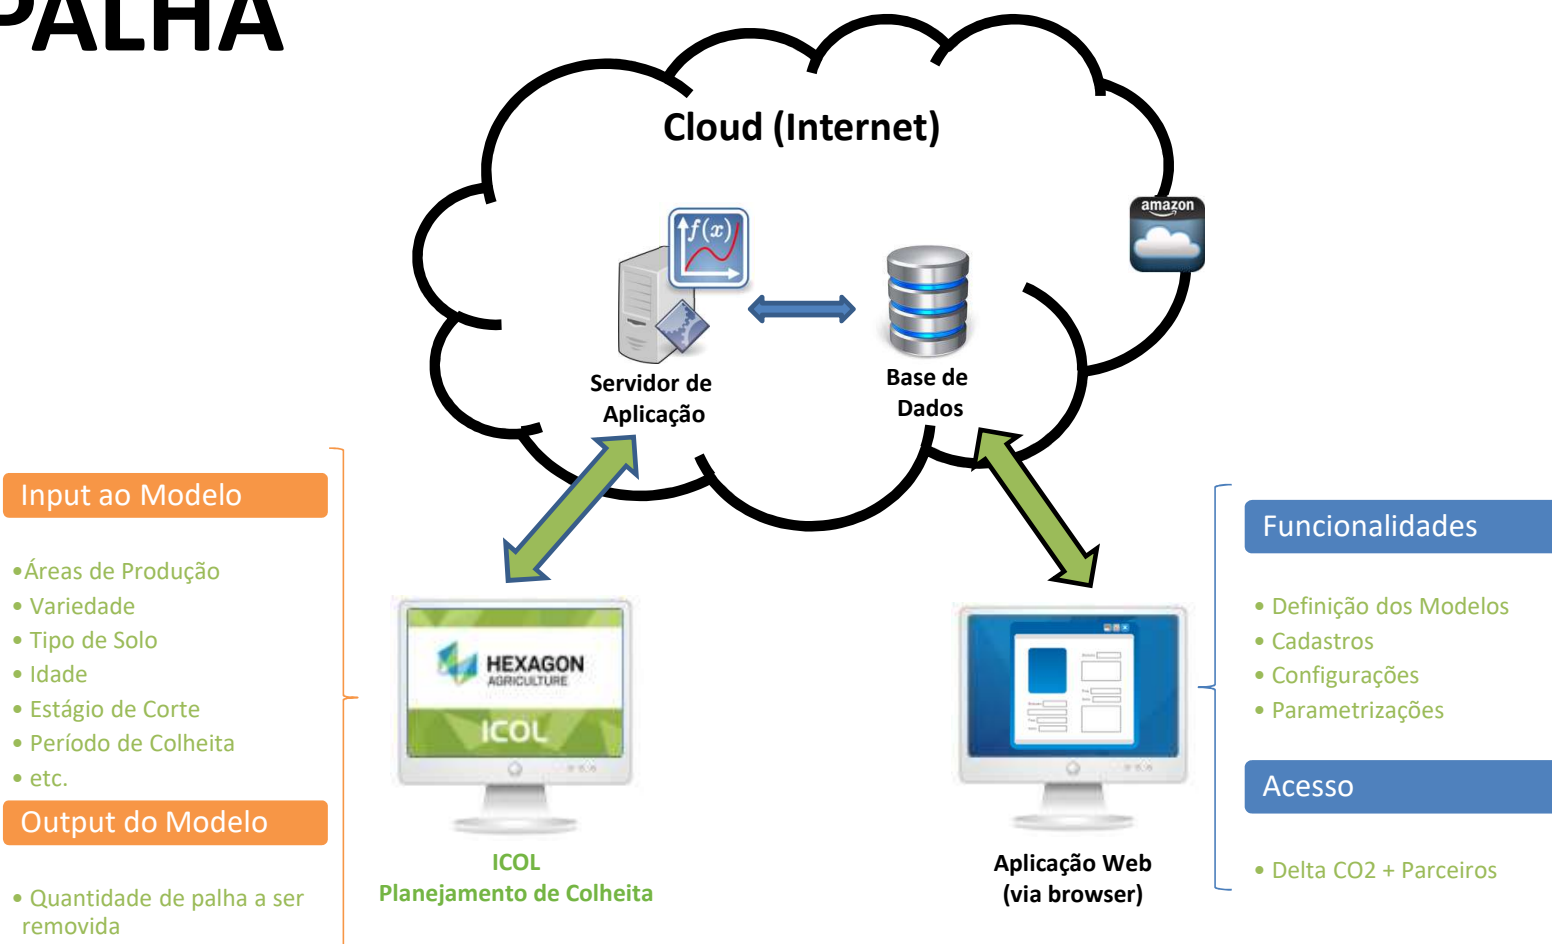 PALHA
Cloud (Internet)
amazon
f(x)
Servidor de
Aplicação
Base de
Dados
Input ao Modelo
•Áreas de Produção
• Variedade
• Tipo de Solo
• Idade
• Estágio de Corte
• Período de Colheita
• etc.
Output do Modelo
• Quantidade de palha a ser
removida
HEXAGON
AGRICULTURE
ICOL
ICOL
Planejamento de Colheita
Aplicação Web
(via browser)
Funcionalidades
• Definição dos Modelos
• Cadastros
• Configurações
• Parametrizações
Acesso
• Delta CO2 + Parceiros